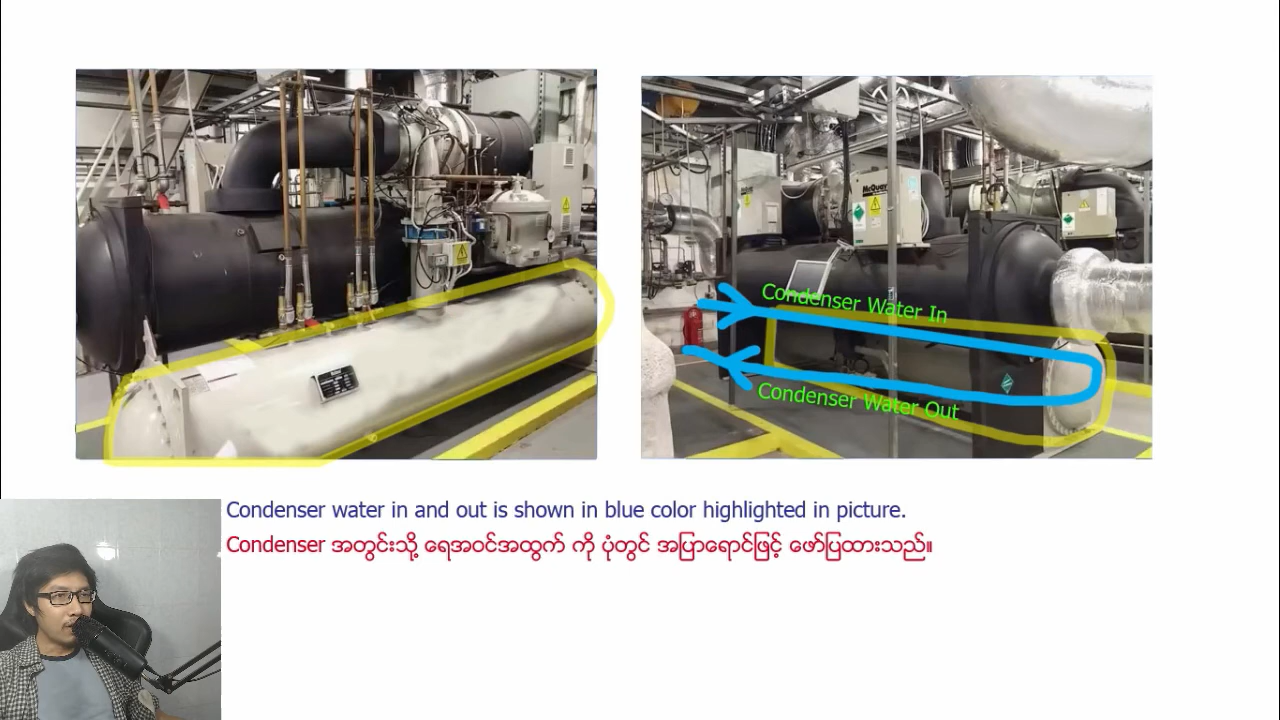 McQuay
Condenser Water In
Condenser Water Out
Condenser water in and out is shown in blue color highlighted in picture.
Condenser အတွင်းသို့ ရေအဝင်အထွက် ကို ပုံတွင် အပြာရောင်ဖြင့် ဖော်ပြထားသည်။